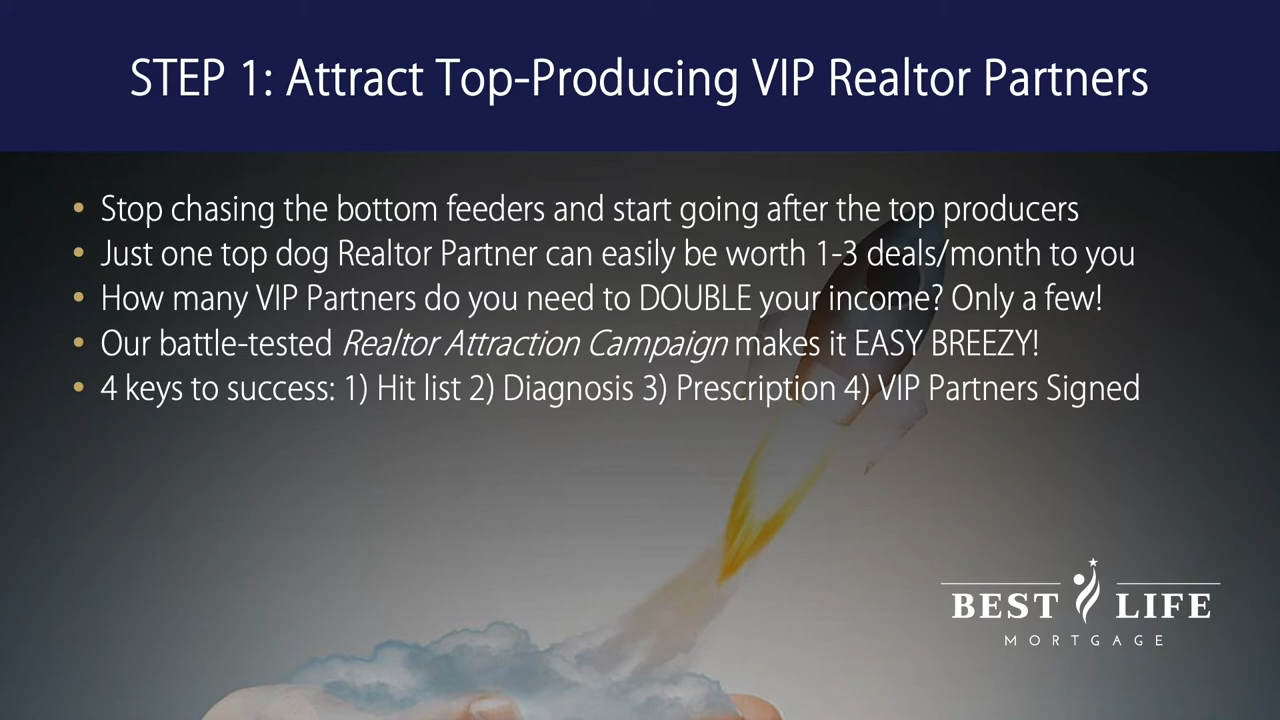 STEP 1: Attract Top-Producing VIP Realtor Partners
• Stop chasing the bottom feeders and start going after the top producers
• Just one top dog Realtor Partner can easily be worth 1-3 deals/month to you
• How many VIP Partners do you need to DOUBLE your income? Only a few!
• Our battle-tested Realtor Attraction Campaign makes it EASY BREEZY!
• 4 keys to success: 1) Hit list 2) Diagnosis 3) Prescription 4) VIP Partners Signed
BEST LIFE
MORTGAGE